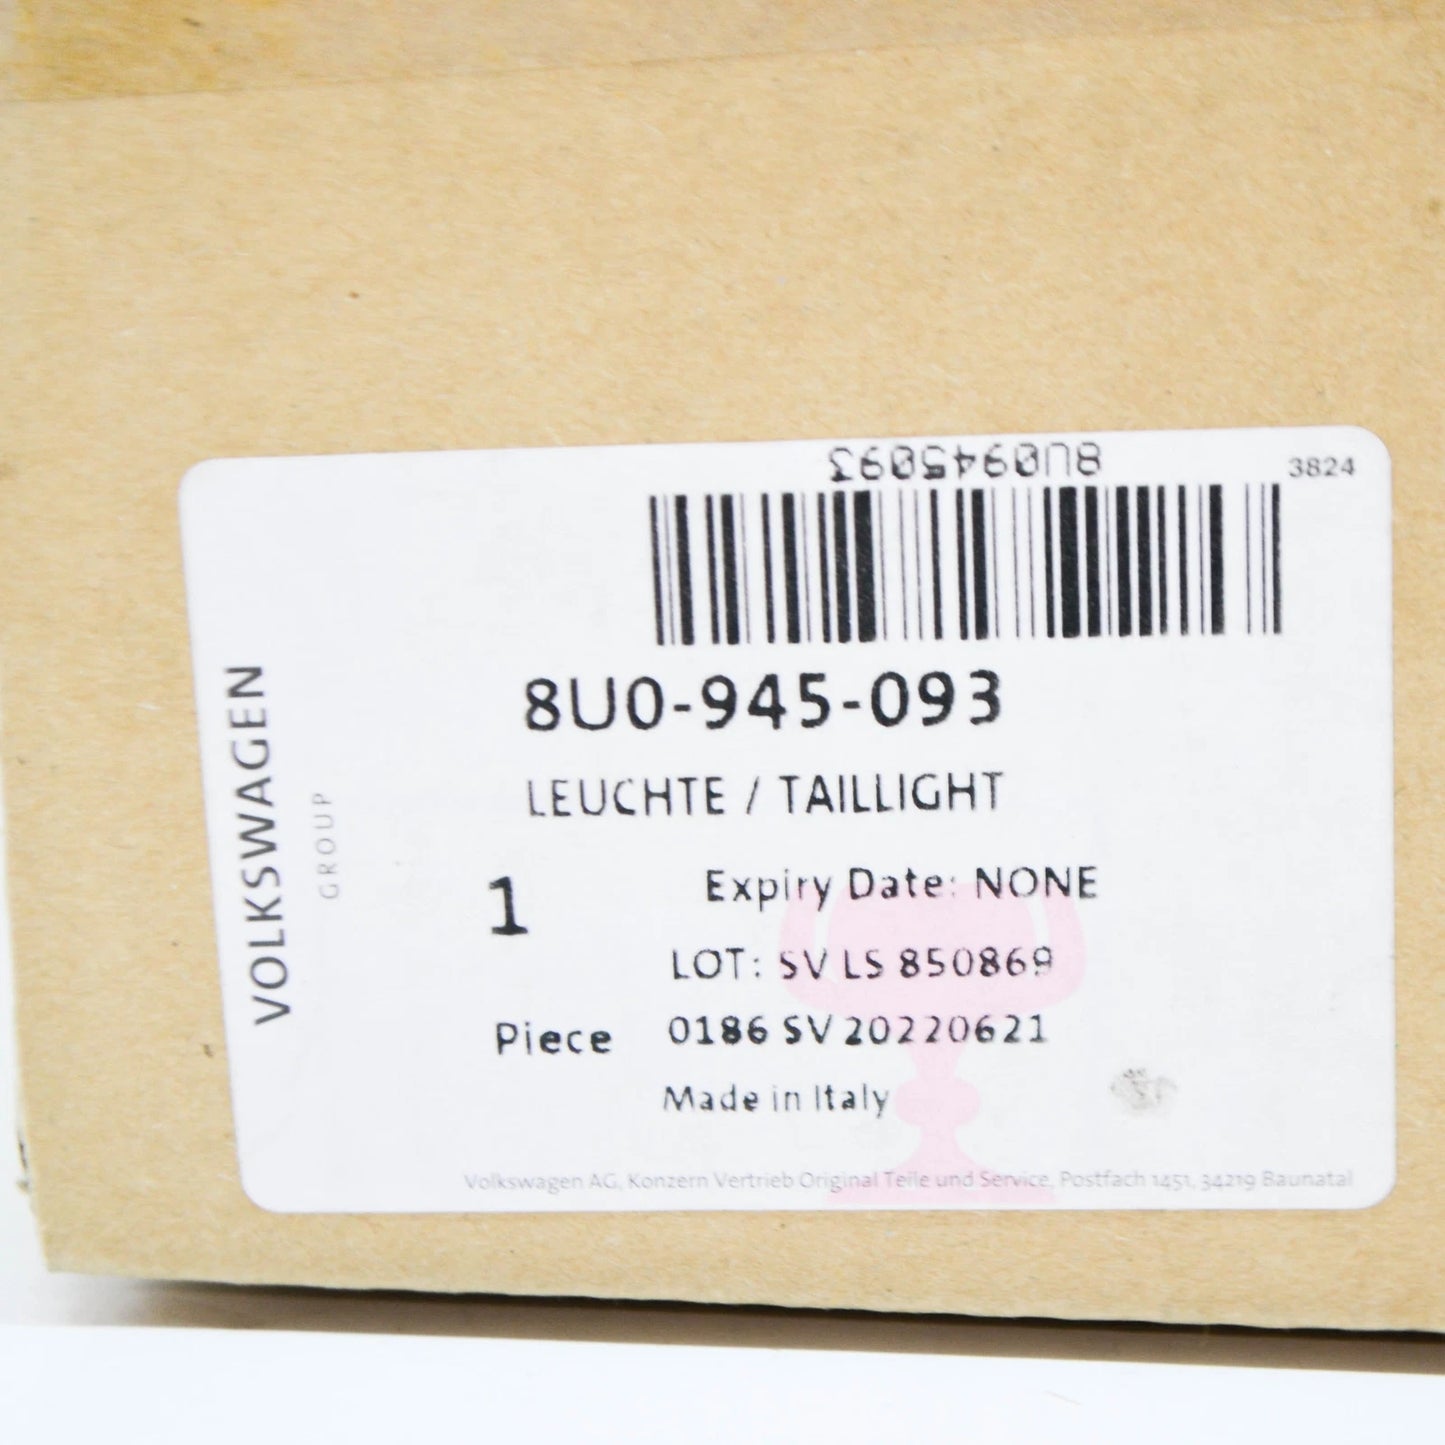 8U0945093
3824
8U0-945-093
LEUCHTE / TAILLIGHT
1
Expiry Date: NONE
LOT: SV LS 850869
Piece
0186 SV 20220621
Made in Italy
Volkswagen AG, Konzern Vertrieb Original Teile und Service, Postfach 1451, 34219 Baunatal
VOLKSWAGEN
GROUP